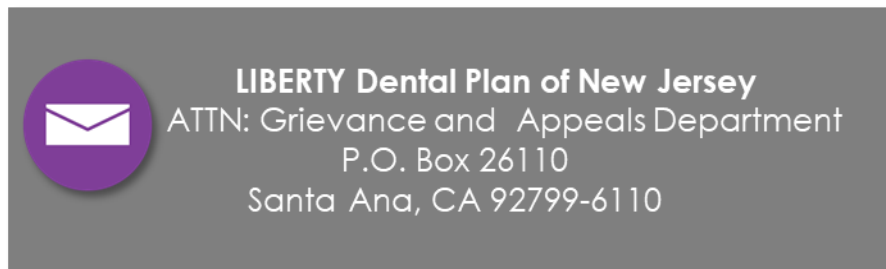 LIBERTY Dental Plan of New Jersey
ATTN: Grievance and Appeals Department
P.O. Box 26110
Santa Ana, CA 92799-6110